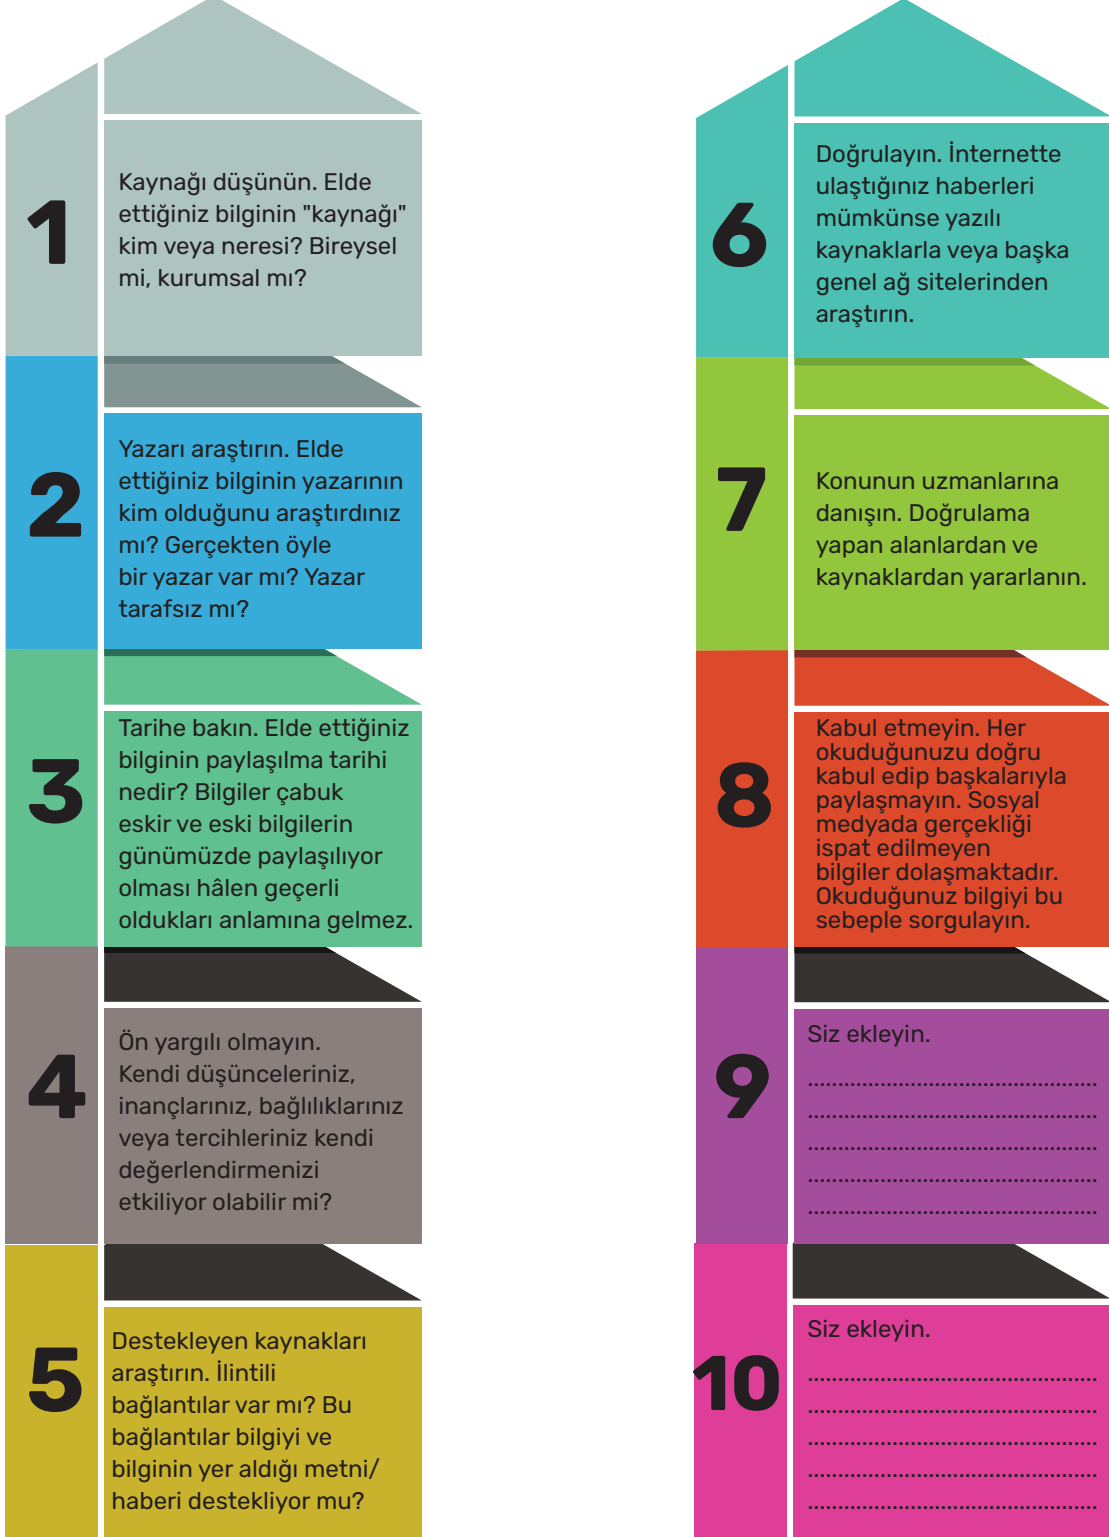 1
Kaynağı düşünün. Elde
ettiğiniz bilginin "kaynağı"
kim veya neresi? Bireysel
mi, kurumsal mı?
2
Yazarı araştırın. Elde
ettiğiniz bilginin yazarının
kim olduğunu araştırdınız
mı? Gerçekten öyle
bir yazar var mı? Yazar
tarafsız mı?
3
Tarihe bakın. Elde ettiğiniz
bilginin paylaşılma tarihi
nedir? Bilgiler çabuk
eskir ve eski bilgilerin
günümüzde paylaşılıyor
olması hâlen geçerli
oldukları anlamına gelmez.
4
Ön yargılı olmayın.
Kendi düşünceleriniz,
inançlarınız, bağlılıklarınız
veya tercihleriniz kendi
değerlendirmenizi
etkiliyor olabilir mi?
5
Destekleyen kaynakları
araştırın. İlintili
bağlantılar var mı? Bu
bağlantılar bilgiyi ve
bilginin yer aldığı metni/
haberi destekliyor mu?
6
Doğrulayın. İnternette
ulaştığınız haberleri
mümkünse yazılı
kaynaklarla veya başka
genel ağ sitelerinden
araştırın.
7
Konunun uzmanlarına
danışın. Doğrulama
yapan alanlardan ve
kaynaklardan yararlanın.
8
Kabul etmeyin. Her
okuduğunuzu doğru
kabul edip başkalarıyla
paylaşmayın. Sosyal
medyada gerçekliği
ispat edilmeyen
bilgiler dolaşmaktadır.
Okuduğunuz bilgiyi bu
sebeple sorgulayın.
9
Siz ekleyin.
................................................
................................................
................................................
................................................
................................................
10
Siz ekleyin.
................................................
................................................
................................................
................................................
................................................